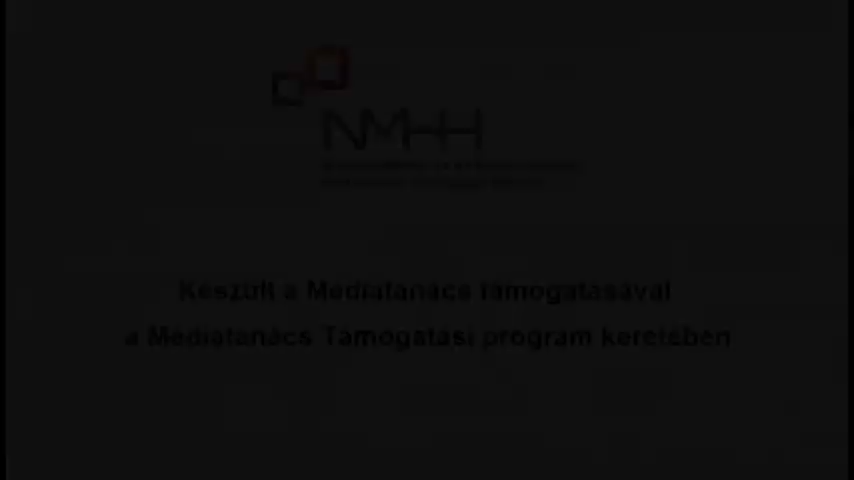 NMHH
Készült a Médiatanács támogatásával
a Médiatanács Támogatási program keretében